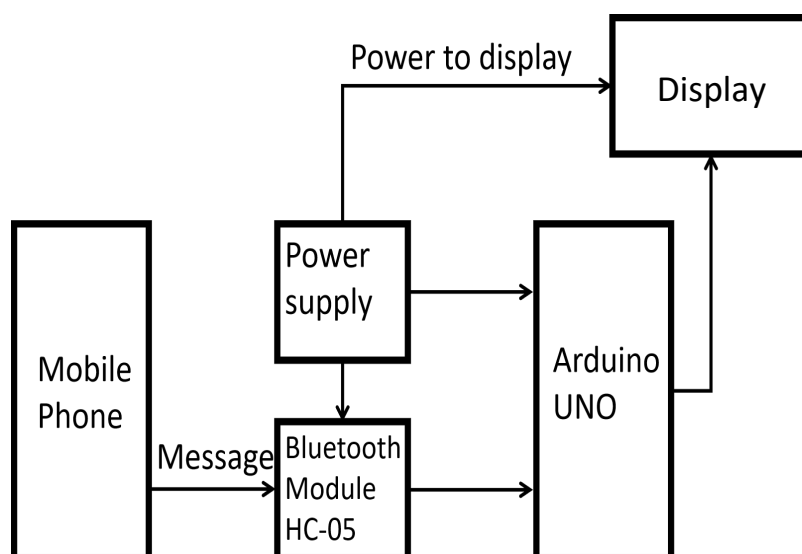 Power to display
Display
Power
supply
Mobile
Phone
Arduino
UNO
Message
Bluetooth
Module
HC-05